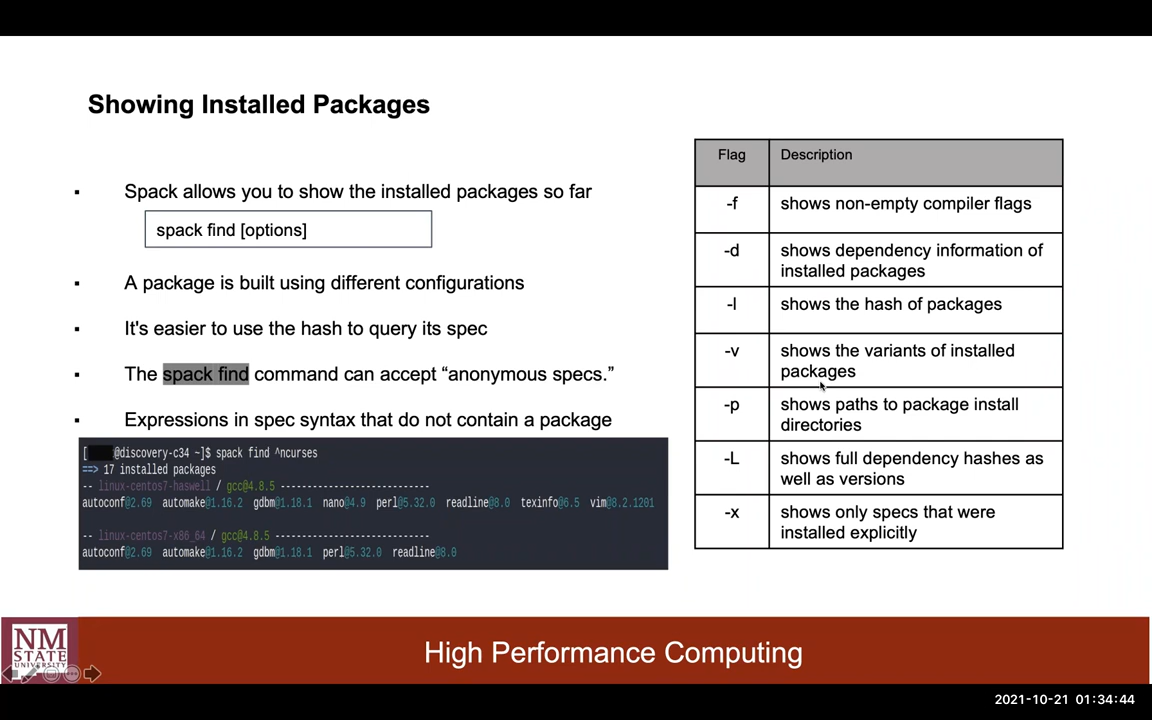 Showing Installed Packages
▪ Spack allows you to show the installed packages so far
spack find [options]
▪ A package is built using different configurations
▪ It's easier to use the hash to query its spec
▪ The spack find command can accept “anonymous specs.”
▪ Expressions in spec syntax that do not contain a package
[ @discovery-c34 ~]$ spack find ^ncurses
==> 17 installed packages
-- linux-centos7-haswell / gcc@4.8.5 ---------------------------
autoconf@2.69 automake@1.16.2 gdbm@1.18.1 nano@4.9 perl@5.32.0 readline@8.0 texinfo@6.5 vim@8.2.1201
-- linux-centos7-x86_64 / gcc@4.8.5 ----------------------------
autoconf@2.69 automake@1.16.2 gdbm@1.18.1 perl@5.32.0 readline@8.0
Flag Description
-f shows non-empty compiler flags
-d shows dependency information of
installed packages
-l shows the hash of packages
-v shows the variants of installed
packages
-p shows paths to package install
directories
-L shows full dependency hashes as
well as versions
-x shows only specs that were
installed explicitly
NM
STATE
UNIVERSITY
High Performance Computing
2021-10-21 01:34:44